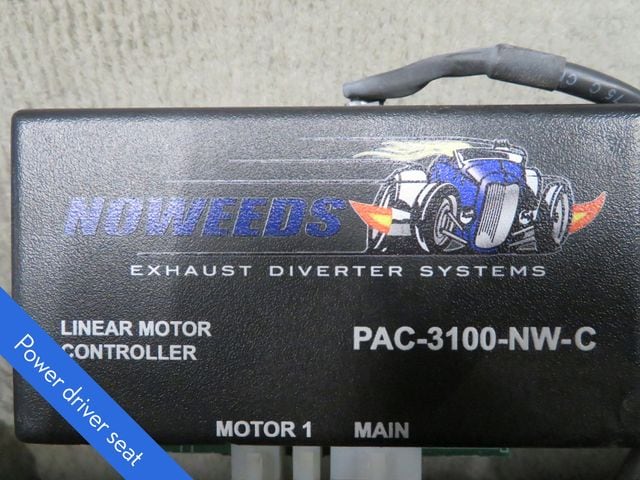 NOWEEDS
EXHAUST DIVERTER SYSTEMS
LINEAR MOTOR
CONTROLLER
PAC-3100-NW-C
MOTOR 1
MAIN
Power driver seat